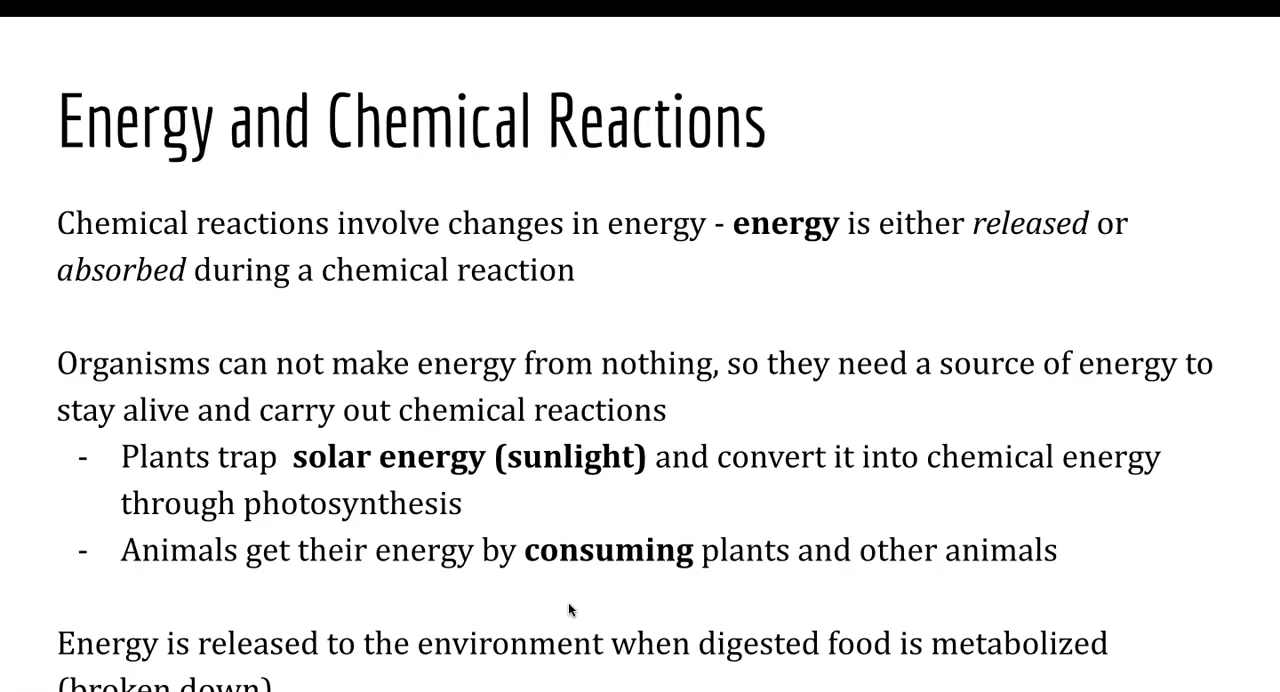 Energy and Chemical Reactions
Chemical reactions involve changes in energy - energy is either released or
absorbed during a chemical reaction
Organisms can not make energy from nothing, so they need a source of energy to
stay alive and carry out chemical reactions
- Plants trap solar energy (sunlight) and convert it into chemical energy
through photosynthesis
- Animals get their energy by consuming plants and other animals
Energy is released to the environment when digested food is metabolized
(broken down)